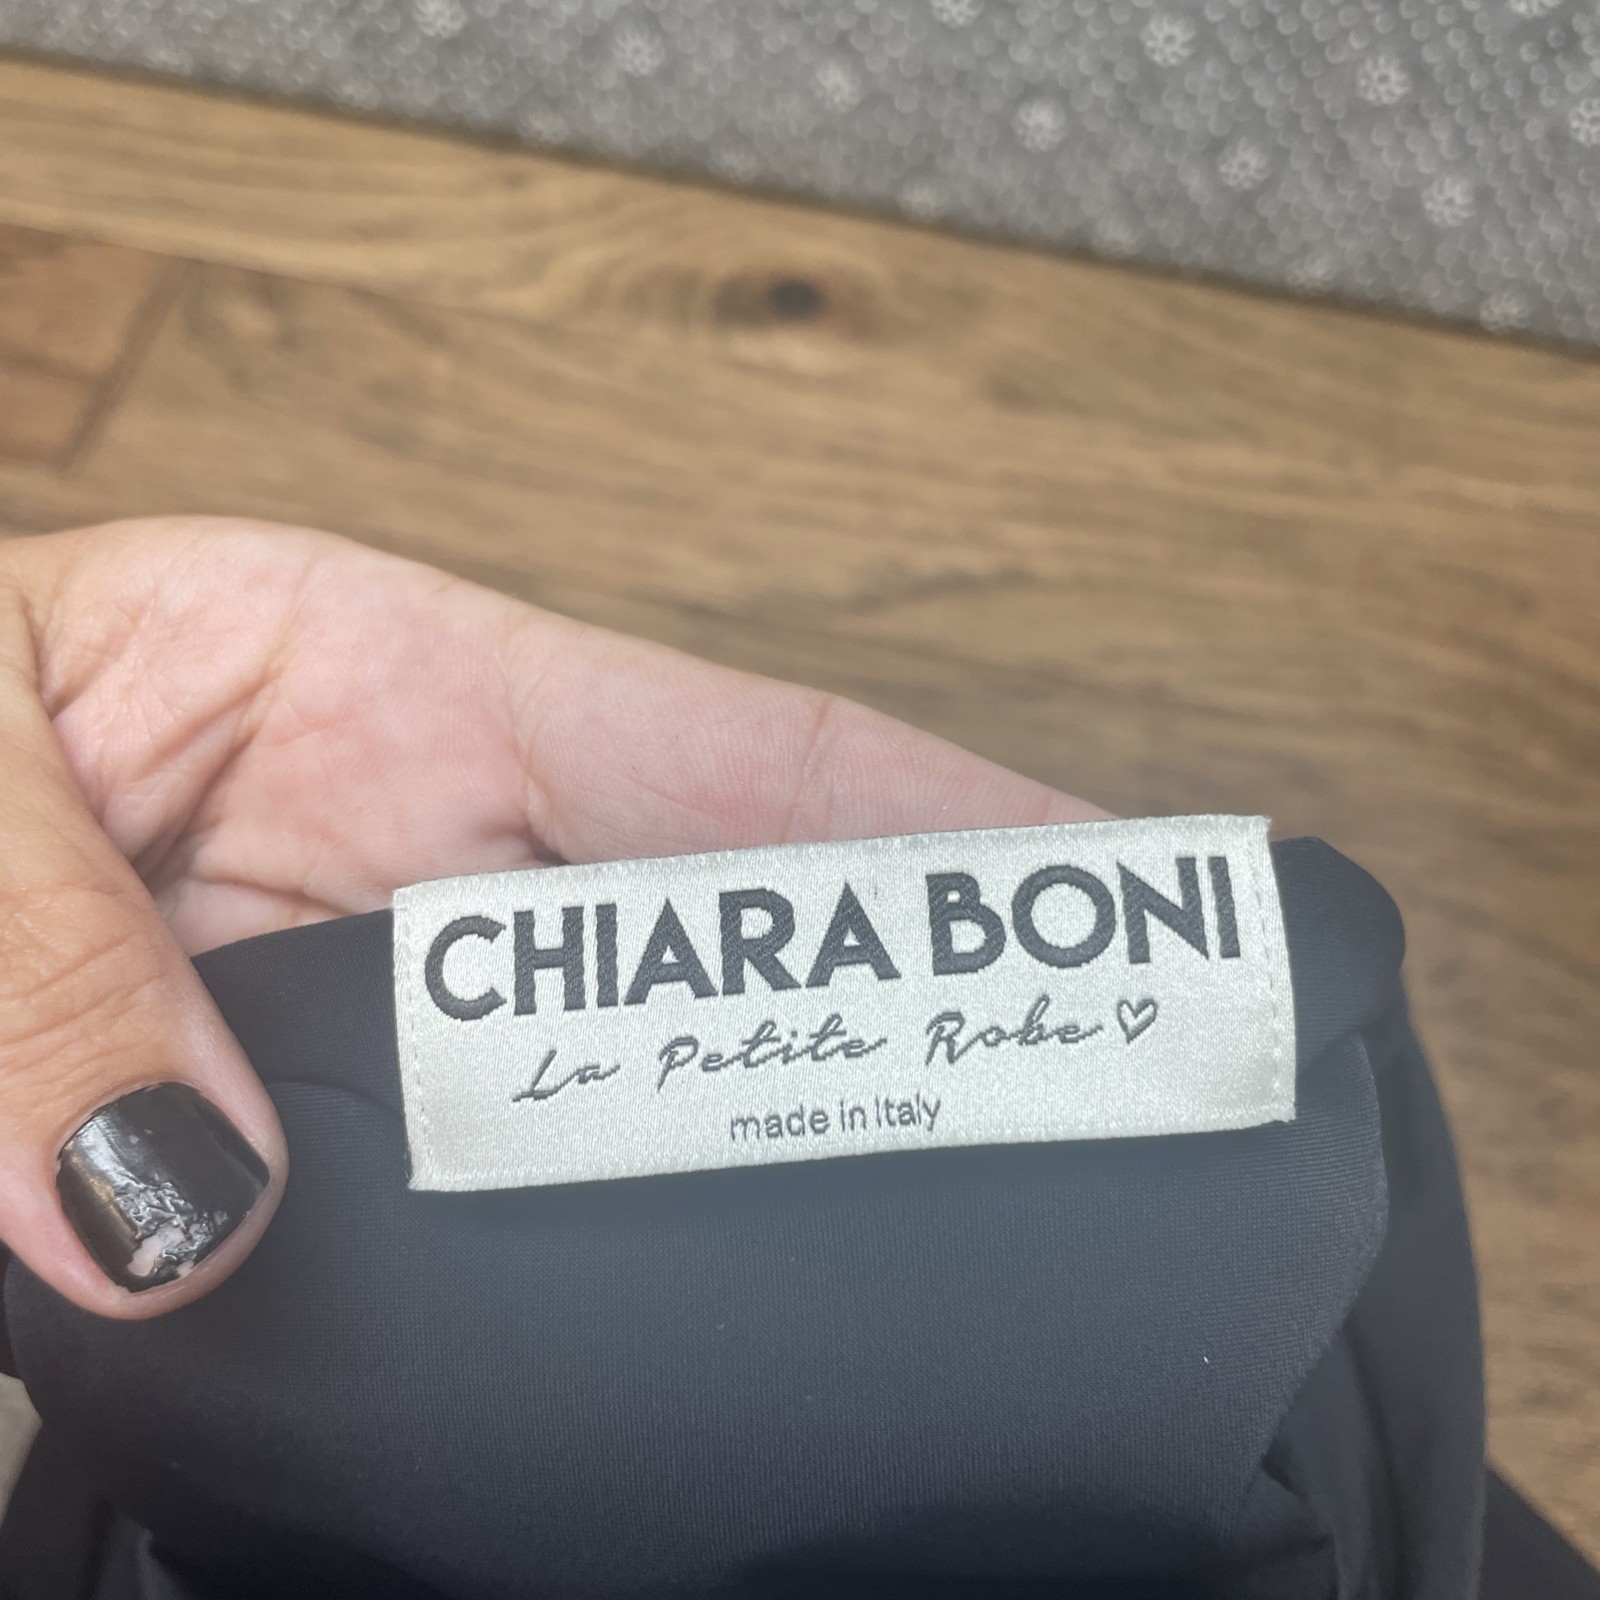 CHIARA BONI
La Petite Robe♡
made in Italy